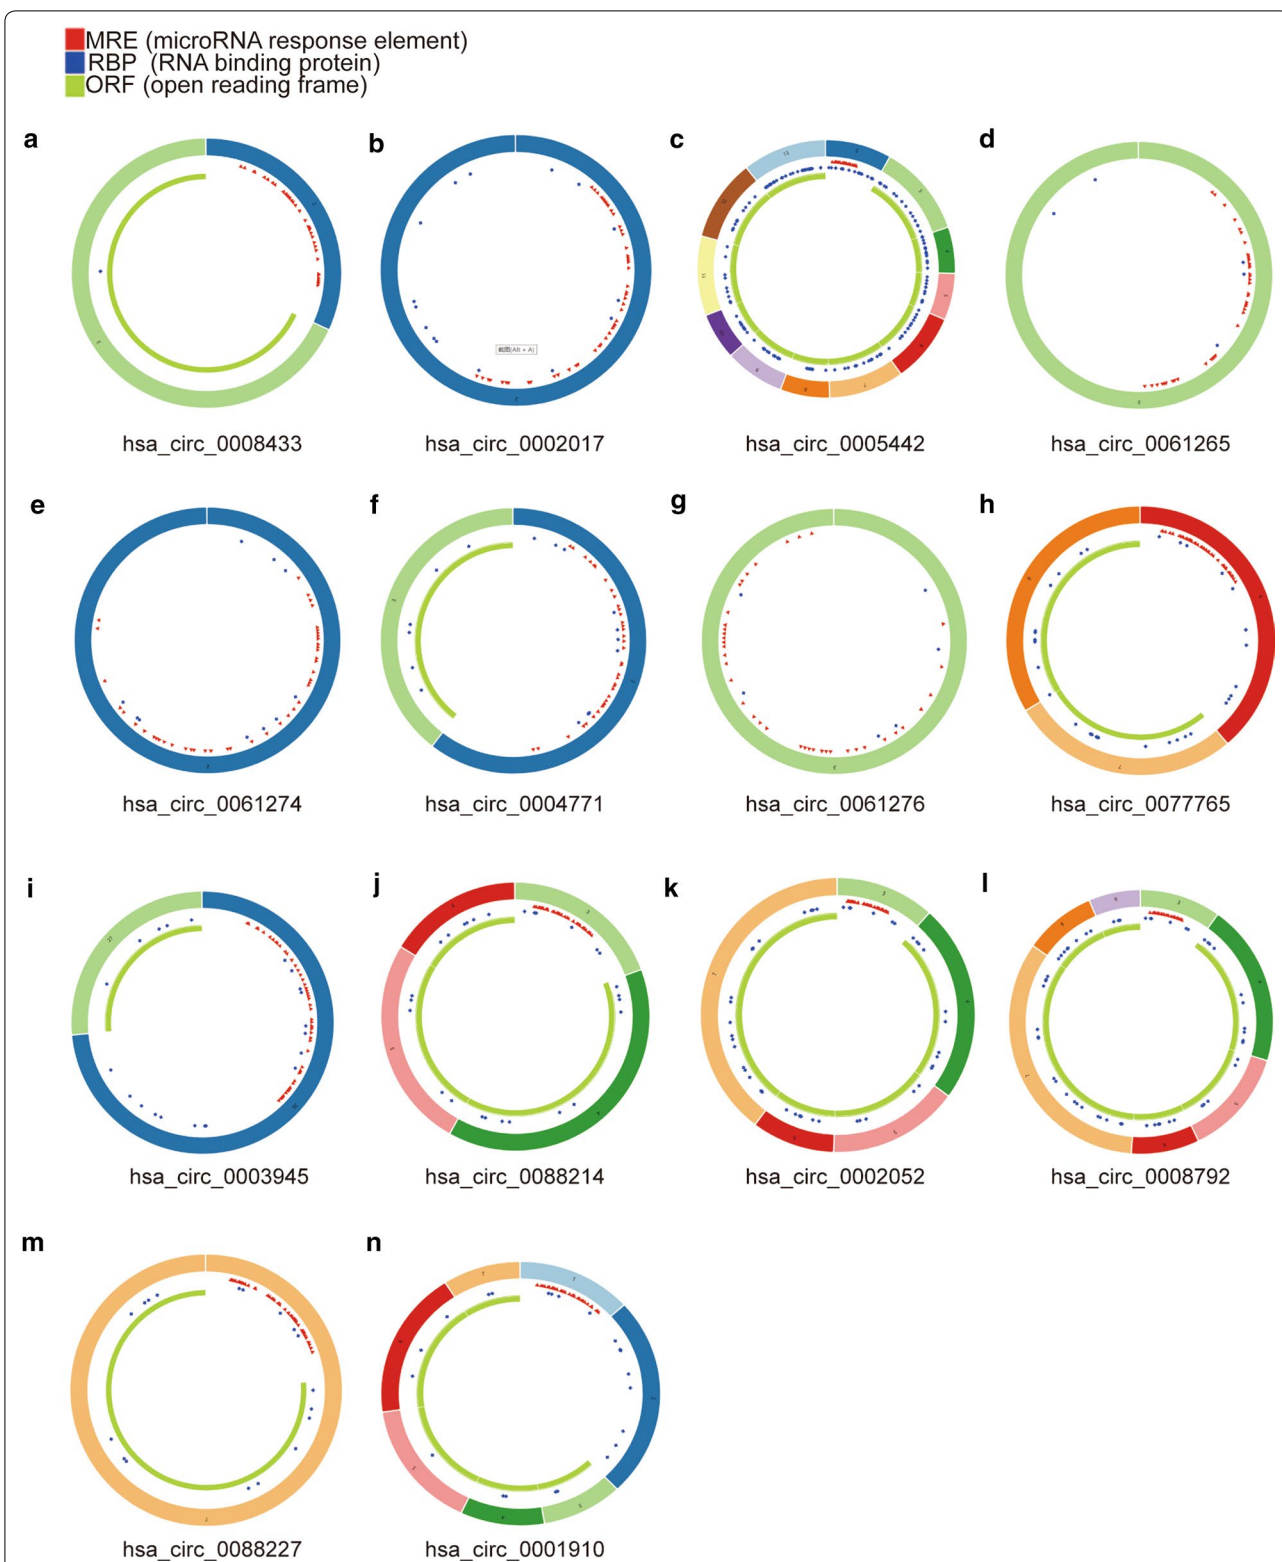 MRE (microRNA response element)
RBP (RNA binding protein)
ORF (open reading frame)
a
b
c
d
hsa_circ_0008433
hsa_circ_0002017
hsa_circ_0005442
hsa_circ_0061265
e
f
g
h
hsa_circ_0061274
hsa_circ_0004771
hsa_circ_0061276
hsa_circ_0077765
i
j
k
l
hsa_circ_0003945
hsa_circ_0088214
hsa_circ_0002052
hsa_circ_0008792
m
n
hsa_circ_0088227
hsa_circ_0001910